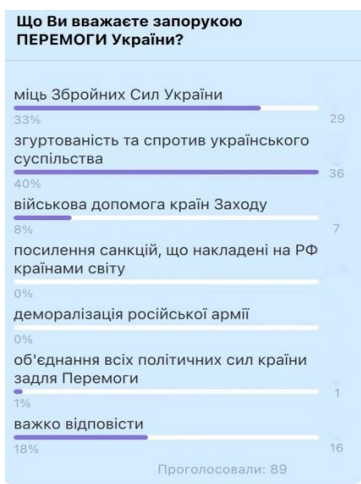 Що Ви вважаєте запорукою
ПЕРЕМОГИ України?
міць Збройних Сил України
33% 29
згуртованість та спротив українського
суспільства
40% 36
військова допомога країн Заходу
8% 7
посилення санкцій, що накладені на РФ
країнами світу
0%
деморалізація російської армії
0%
об'єднання всіх політичних сил країни
задля Перемоги
1% 1
важко відповісти
18% 16
Проголосовали: 89